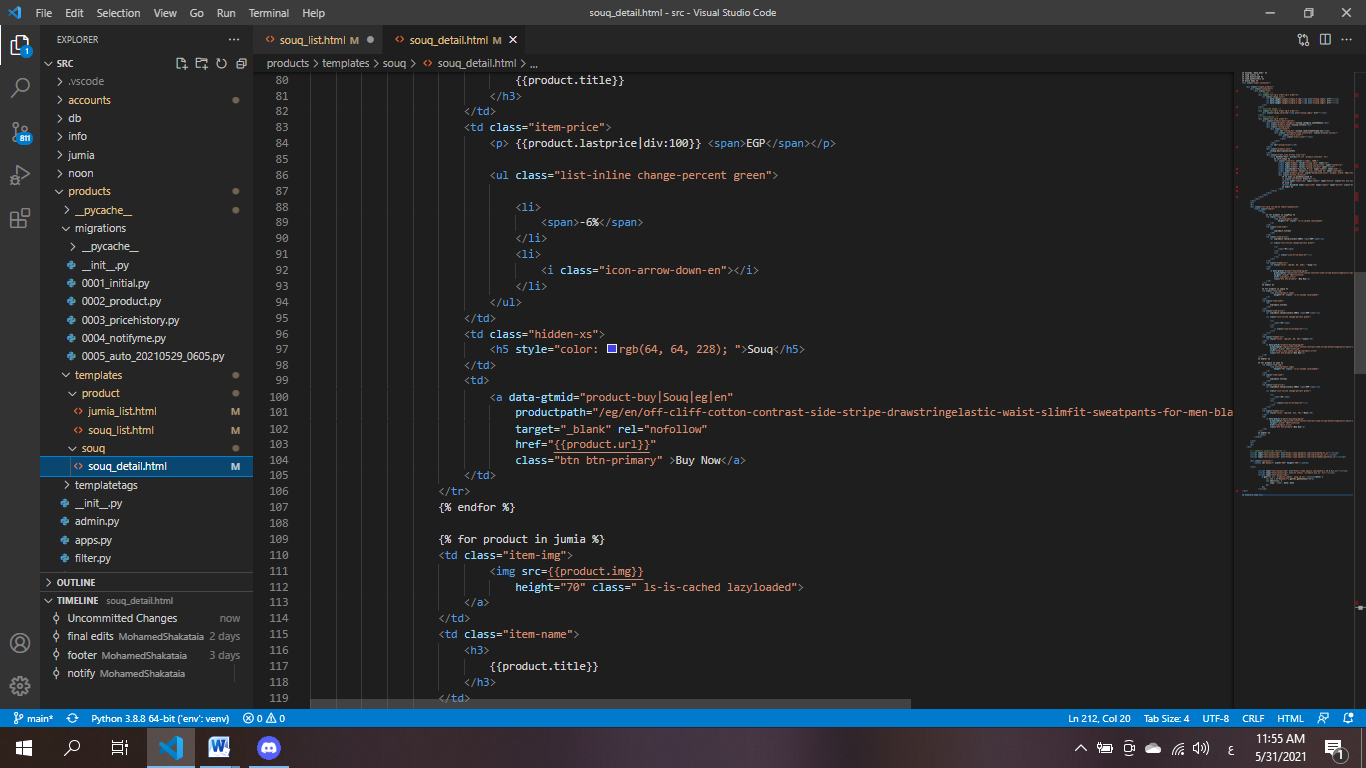 File Edit Selection View Go Run Terminal Help
souq_detail.html - src - Visual Studio Code
EXPLORER
SRC
.vscode
accounts
db
info
jumia
noon
products
__pycache__
migrations
__pycache__
__init__.py
0001_initial.py
0002_product.py
0003_pricehistory.py
0004_notifyme.py
0005_auto_20210529_0605.py
templates
product
jumia_list.html M
souq_list.html M
souq
souq_detail.html M
templatetags
__init__.py
admin.py
apps.py
filter.py
OUTLINE
TIMELINE souq_detail.html
Uncommitted Changes now
final edits MohamedShakataia 2 days
footer MohamedShakataia 3 days
notify MohamedShakataia
1
811
souq_list.html M
souq_detail.html M
products > templates > souq > souq_detail.html > ...
80 {{product.title}}
81 </h3>
82 </td>
83 <td class="item-price">
84 <p> {{product.lastprice|div:100}} <span>EGP</span></p>
85
86 <ul class="list-inline change-percent green">
87
88 <li>
89 <span>-6%</span>
90 </li>
91 <li>
92 <i class="icon-arrow-down-en"></i>
93 </li>
94 </ul>
95 </td>
96 <td class="hidden-xs">
97 <h5 style="color: rgb(64, 64, 228); ">Souq</h5>
98 </td>
99 <td>
100 <a data-gtmid="product-buy|Souq|eg|en"
101 productpath="/eg/en/off-cliff-cotton-contrast-side-stripe-drawstringelastic-waist-slimfit-sweatpants-for-men-bla
102 target="_blank" rel="nofollow"
103 href="{{product.url}}"
104 class="btn btn-primary" >Buy Now</a>
105 </td>
106 </tr>
107 {% endfor %}
108
109 {% for product in jumia %}
110 <td class="item-img">
111 <img src={{product.img}}
112 height="70" class=" ls-is-cached lazyloaded">
113 </a>
114 </td>
115 <td class="item-name">
116 <h3>
117 {{product.title}}
118 </h3>
119 </td>
main* Python 3.8.8 64-bit ('env': venv) 0 0
Ln 212, Col 20 Tab Size: 4 UTF-8 CRLF HTML
ع
11:55 AM
5/31/2021
1